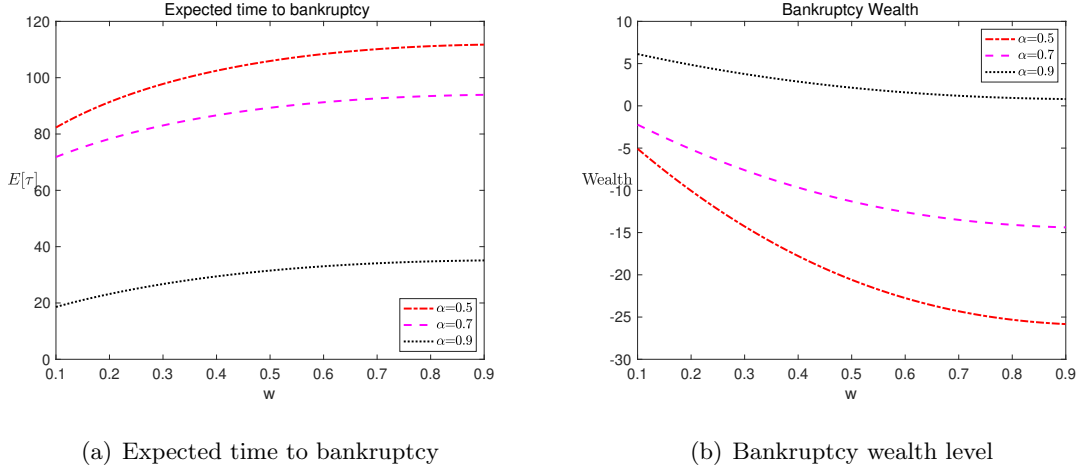 Expected time to bankruptcy
120
100
80
60
40
20
0
E[τ]
0.1 0.2 0.3 0.4 0.5 0.6 0.7 0.8 0.9
w
α=0.5
α=0.7
α=0.9
(a) Expected time to bankruptcy
Bankruptcy Wealth
10
5
0
-5
-10
-15
-20
-25
-30
Wealth
0.1 0.2 0.3 0.4 0.5 0.6 0.7 0.8 0.9
w
α=0.5
α=0.7
α=0.9
(b) Bankruptcy wealth level